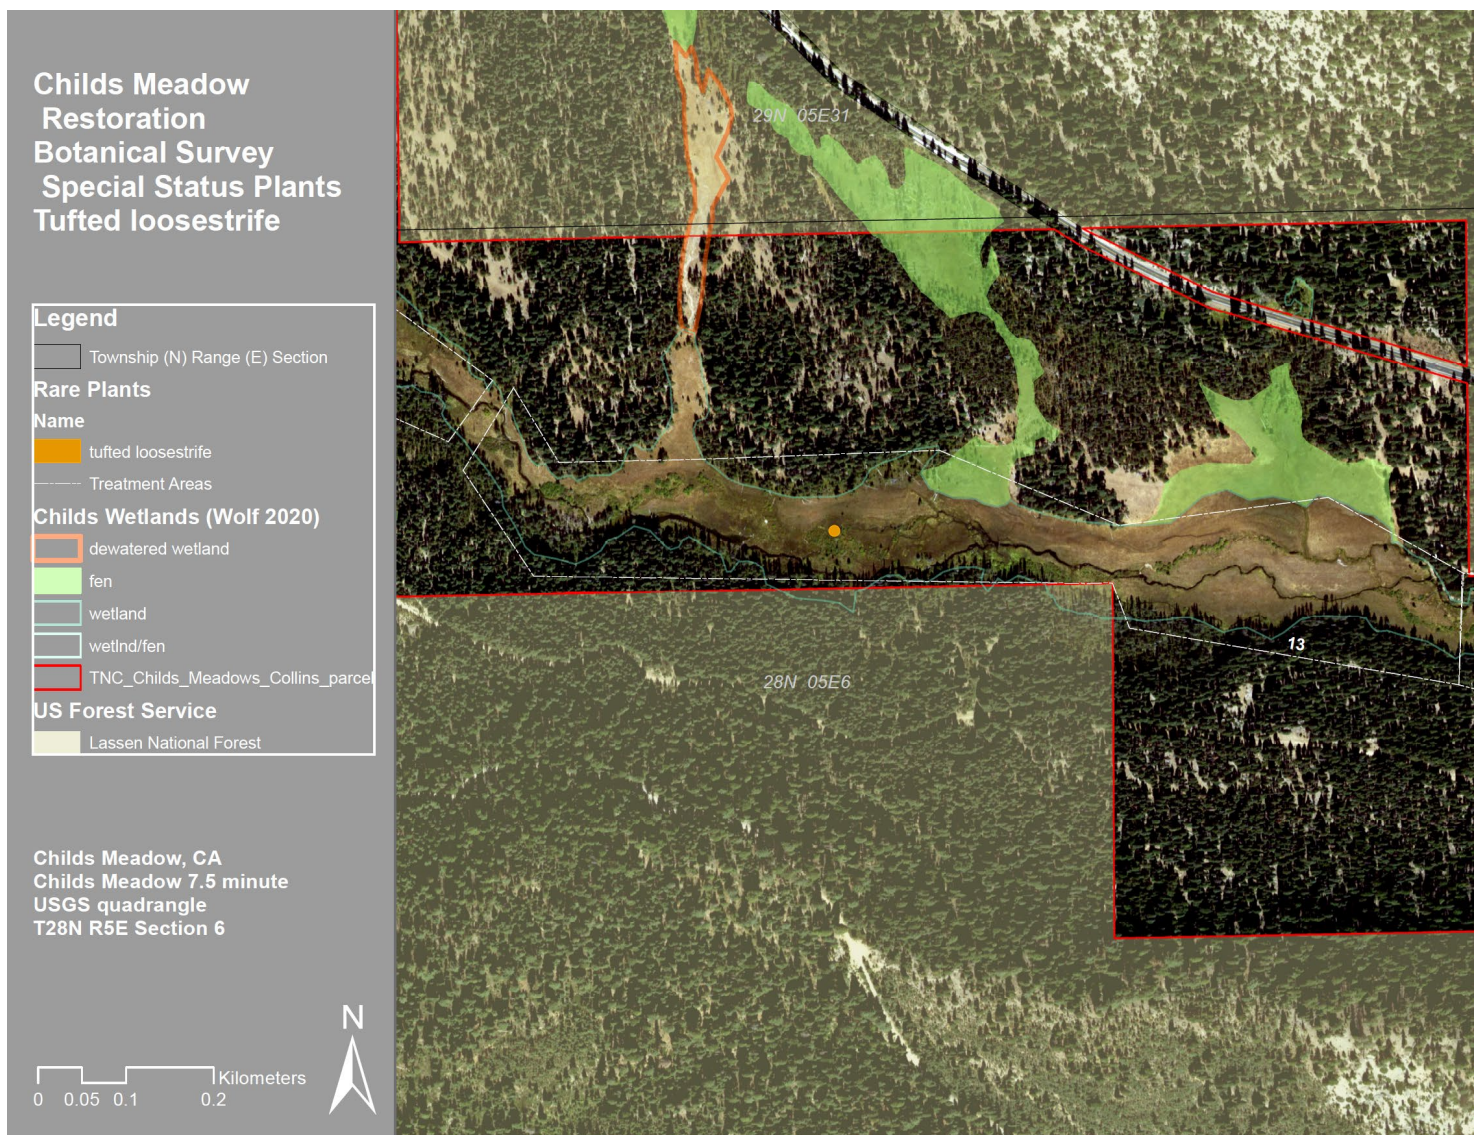 Childs Meadow
Restoration
Botanical Survey
Special Status Plants
Tufted loosestrife
Legend
Township (N) Range (E) Section
Rare Plants
Name
tufted loosestrife
Treatment Areas
Childs Wetlands (Wolf 2020)
dewatered wetland
fen
wetland
wetlnd/fen
TNC_Childs_Meadows_Collins_parcel
US Forest Service
Lassen National Forest
Childs Meadow, CA
Childs Meadow 7.5 minute
USGS quadrangle
T28N R5E Section 6
N
Kilometers
0 0.05 0.1 0.2
29N 05E31
13
28N 05E6